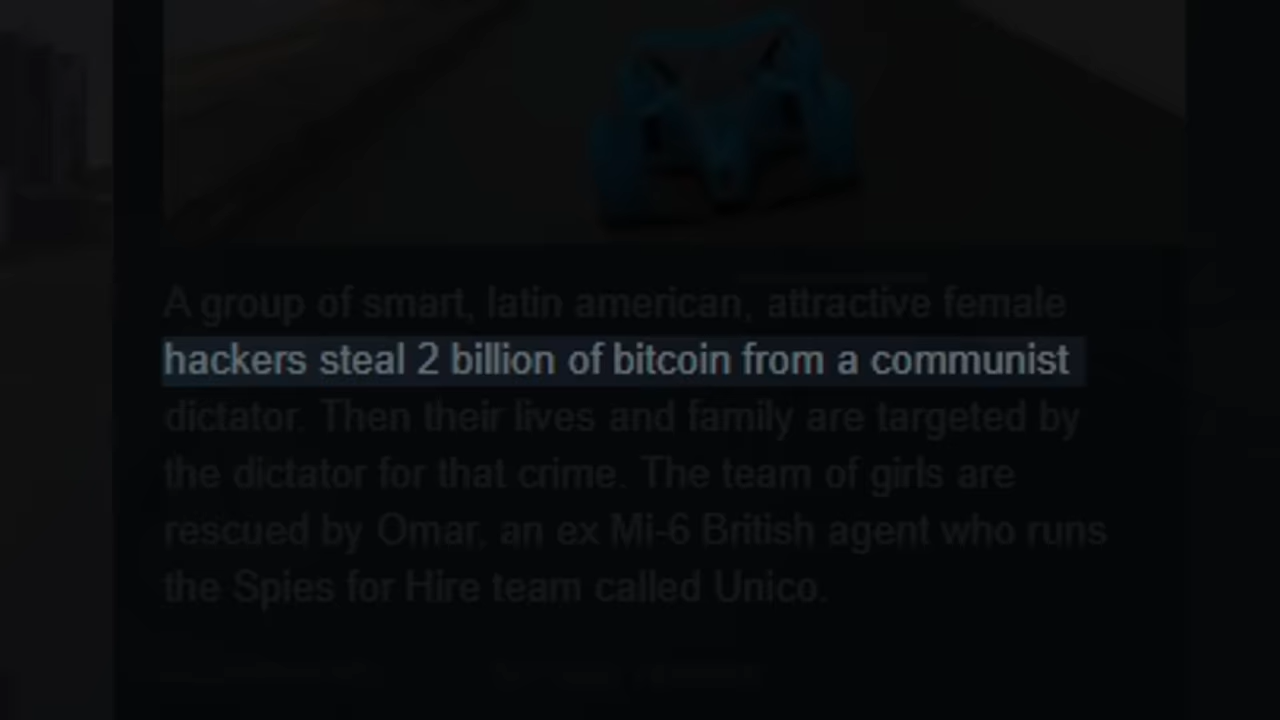 A group of smart, latin american, attractive female
hackers steal 2 billion of bitcoin from a communist
dictator. Then their lives and family are targeted by
the dictator for that crime. The team of girls are
rescued by Omar, an ex Mi-6 British agent who runs
the Spies for Hire team called Unico.